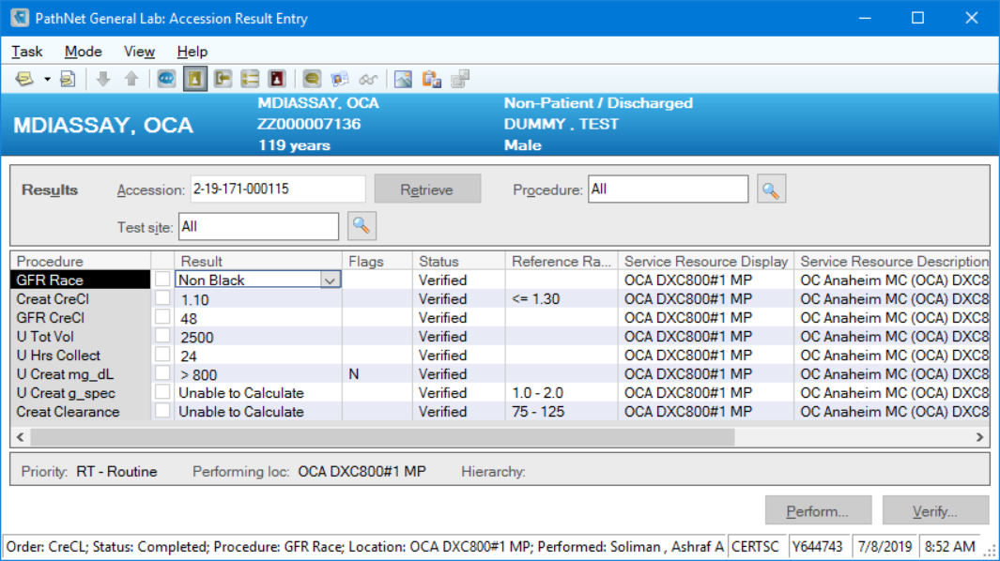 PathNet General Lab: Accession Result Entry
Task Mode View Help
MDIASSAY, OCA
MDIASSAY, OCA Non-Patient / Discharged
ZZ000007136 DUMMY . TEST
119 years Male
Results Accession: 2-19-171-000115 Retrieve Procedure: All
Test site: All
Procedure Result Flags Status Reference Ra... Service Resource Display Service Resource Description
GFR Race Non Black Verified OCA DXC800#1 MP OC Anaheim MC (OCA) DXC8
Creat CreCl 1.10 Verified <= 1.30 OCA DXC800#1 MP OC Anaheim MC (OCA) DXC8
GFR CreCl 48 Verified OCA DXC800#1 MP OC Anaheim MC (OCA) DXC8
U Tot Vol 2500 Verified OCA DXC800#1 MP OC Anaheim MC (OCA) DXC8
U Hrs Collect 24 Verified OCA DXC800#1 MP OC Anaheim MC (OCA) DXC8
U Creat mg_dL > 800 N Verified OCA DXC800#1 MP OC Anaheim MC (OCA) DXC8
U Creat g_spec Unable to Calculate Verified 1.0 - 2.0 OCA DXC800#1 MP OC Anaheim MC (OCA) DXC8
Creat Clearance Unable to Calculate Verified 75 - 125 OCA DXC800#1 MP OC Anaheim MC (OCA) DXC8
Priority: RT - Routine Performing loc: OCA DXC800#1 MP Hierarchy:
Perform... Verify...
Order: CreCL; Status: Completed; Procedure: GFR Race; Location: OCA DXC800#1 MP; Performed: Soliman , Ashraf A CERTSC Y644743 7/8/2019 8:52 AM